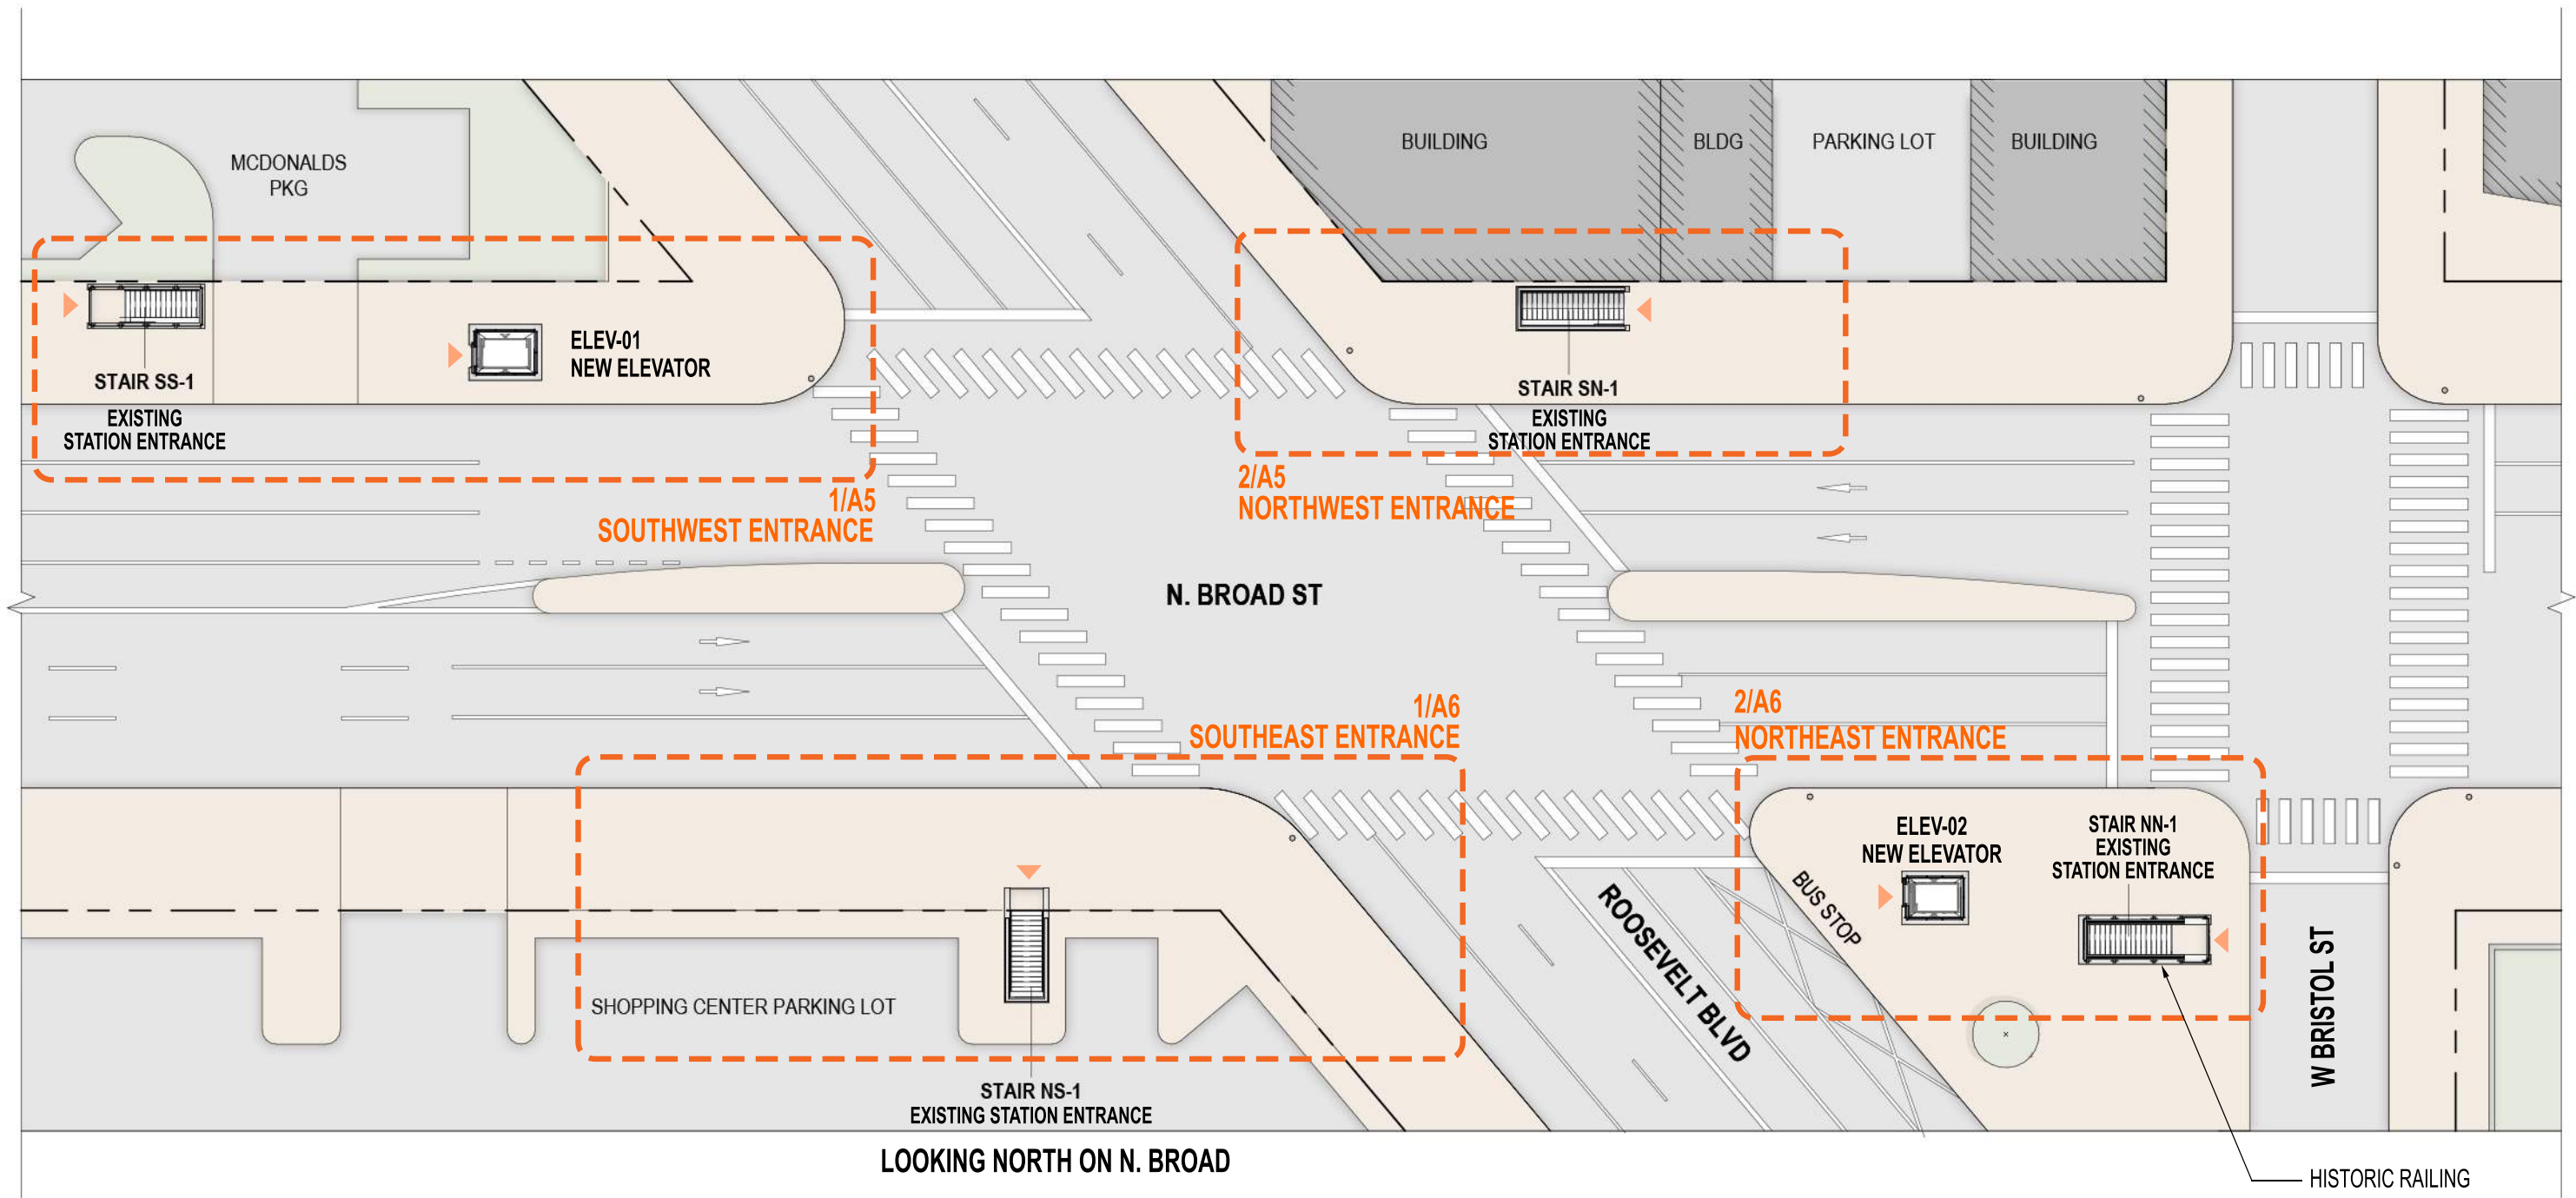 BUILDING
BLDG
PARKING LOT
BUILDING
MCDONALDS
PKG
ELEV-01
NEW ELEVATOR
STAIR SS-1
EXISTING
STATION ENTRANCE
STAIR SN-1
EXISTING
STATION ENTRANCE
1/A5
SOUTHWEST ENTRANCE
2/A5
NORTHWEST ENTRANCE
N. BROAD ST
1/A6
SOUTHEAST ENTRANCE
2/A6
NORTHEAST ENTRANCE
ELEV-02
NEW ELEVATOR
STAIR NN-1
EXISTING
STATION ENTRANCE
BUS STOP
ROOSEVELT BLVD
W BRISTOL ST
SHOPPING CENTER PARKING LOT
STAIR NS-1
EXISTING STATION ENTRANCE
LOOKING NORTH ON N. BROAD
HISTORIC RAILING